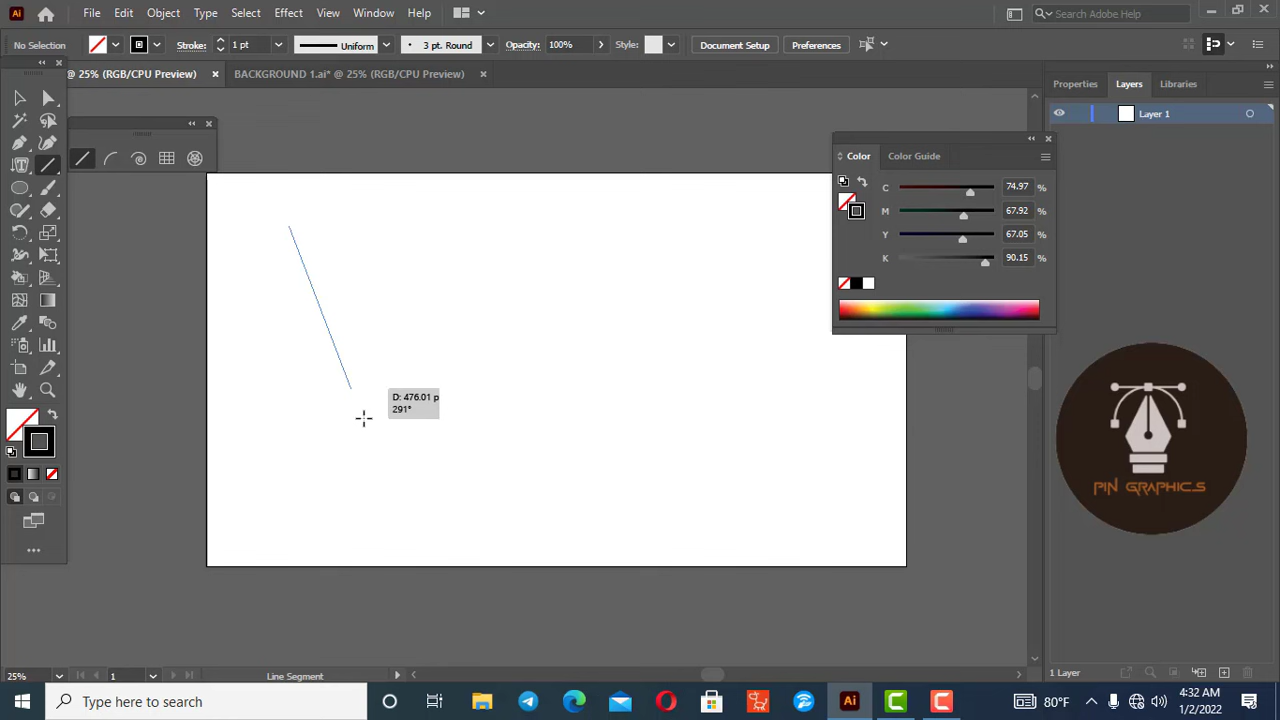 Ai File Edit Object Type Select Effect View Window Help Search Adobe Help
No Selection Stroke: 1 pt Uniform 3 pt. Round Opacity: 100% Style: Document Setup Preferences
@ 25% (RGB/CPU Preview) × BACKGROUND 1.ai* @ 25% (RGB/CPU Preview) ×
Properties Layers Libraries
Layer 1
Color Color Guide
C 74.97 %
M 67.92 %
Y 67.05 %
K 90.15 %
D: 476.01 p
291°
PIN GRAPHICS
25% 1 Line Segment 1 Layer
Type here to search Ai 80°F 4:32 AM
1/2/2022